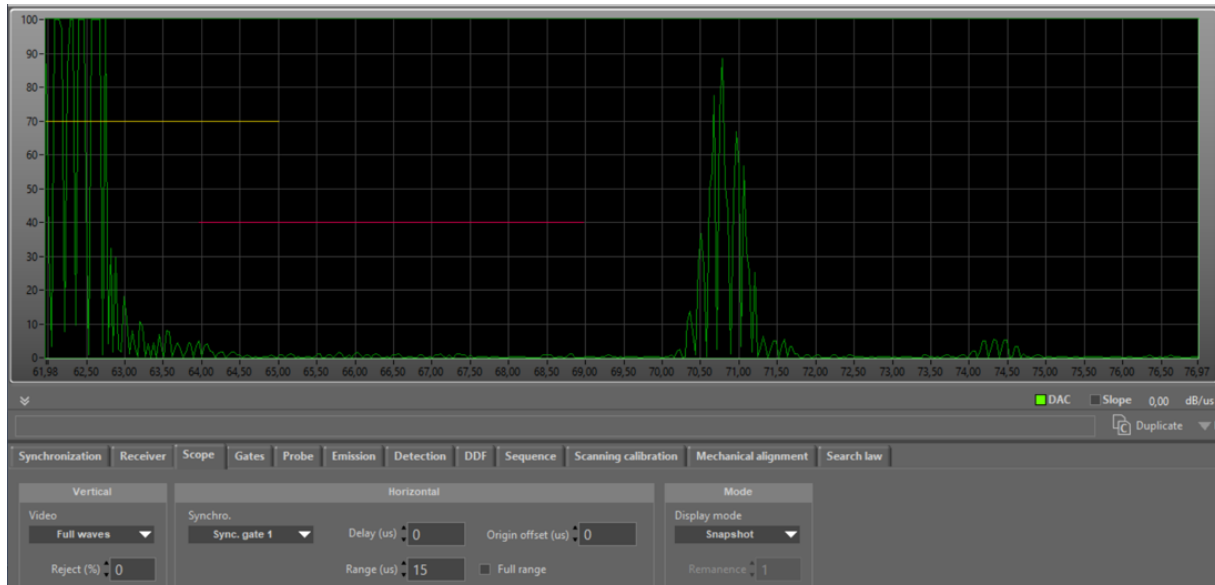 100
90
80
70
60
50
40
30
20
10
0
61,98 62,50 63,00 63,50 64,00 64,50 65,00 65,50 66,00 66,50 67,00 67,50 68,00 68,50 69,00 69,50 70,00 70,50 71,00 71,50 72,00 72,50 73,00 73,50 74,00 74,50 75,00 75,50 76,00 76,50 76,97
DAC Slope 0,00 dB/us
Duplicate
Synchronization Receiver Scope Gates Probe Emission Detection DDF Sequence Scanning calibration Mechanical alignment Search law
Vertical Horizontal Mode
Video Synchro. Display mode
Full waves Sync. gate 1 Delay (us) 0 Origin offset (us) 0 Snapshot
Reject (%) 0 Range (us) 15 Full range Remanence 1